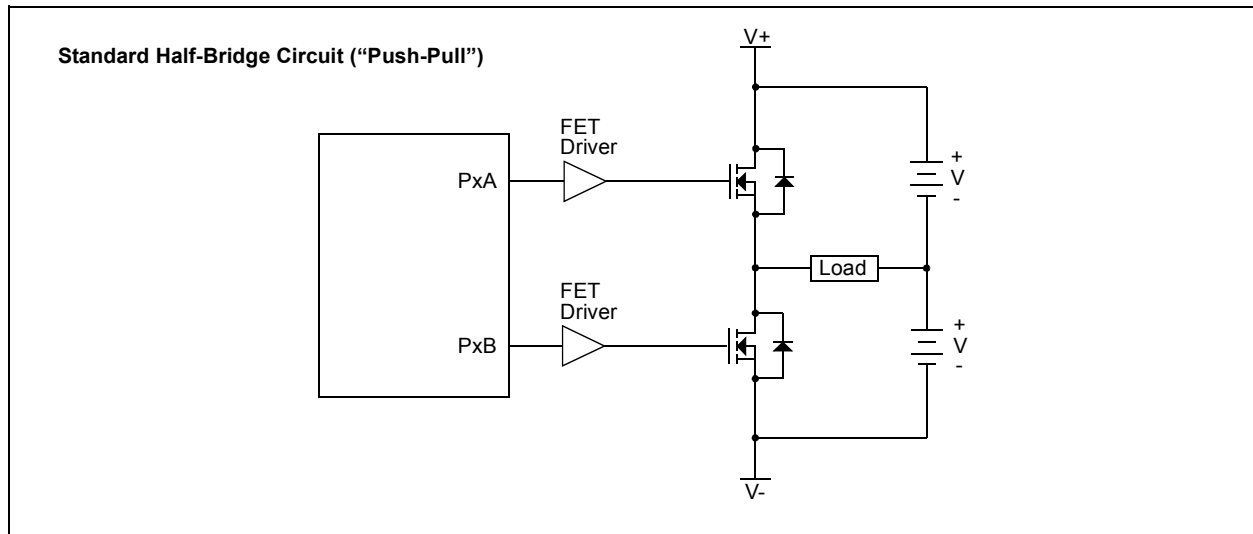 Standard Half-Bridge Circuit (“Push-Pull”)
V+
FET
Driver
PxA
+
V
-
Load
FET
Driver
PxB
+
V
-
V-